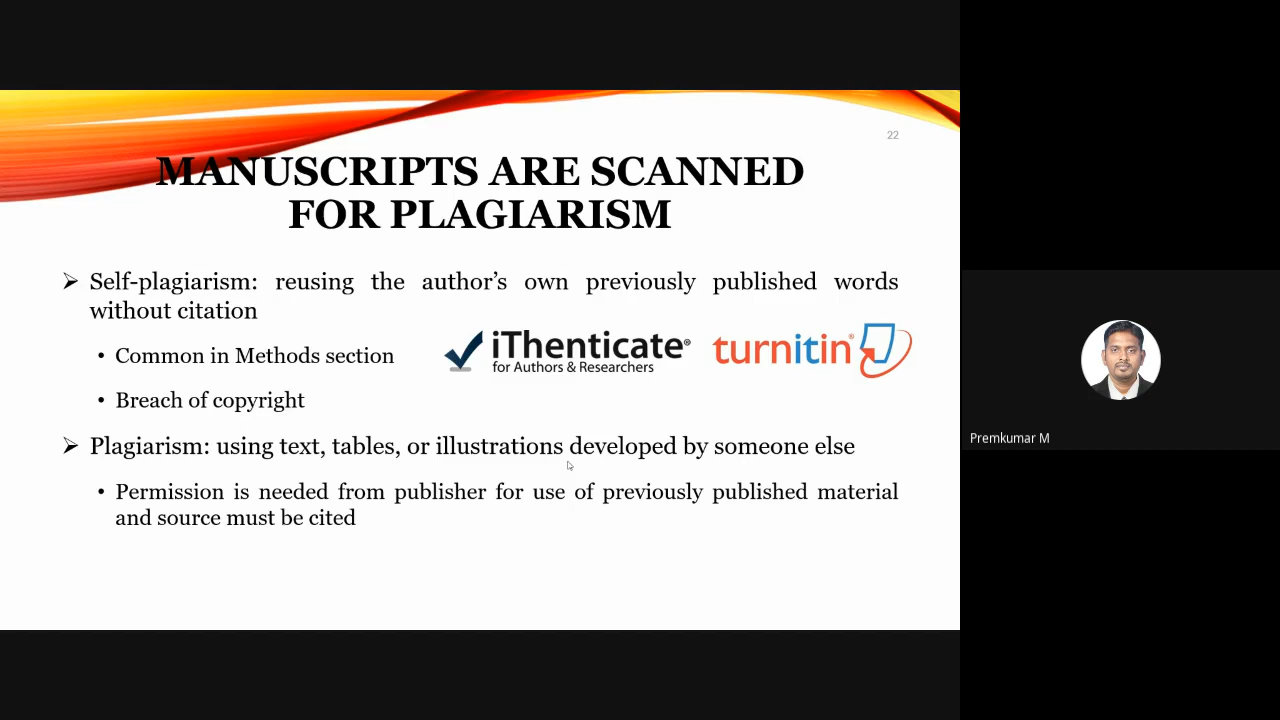 22
MANUSCRIPTS ARE SCANNED
FOR PLAGIARISM
➢ Self-plagiarism: reusing the author’s own previously published words
without citation
• Common in Methods section
iThenticate®
for Authors & Researchers
turnitin®
• Breach of copyright
➢ Plagiarism: using text, tables, or illustrations developed by someone else
• Permission is needed from publisher for use of previously published material
and source must be cited
Premkumar M